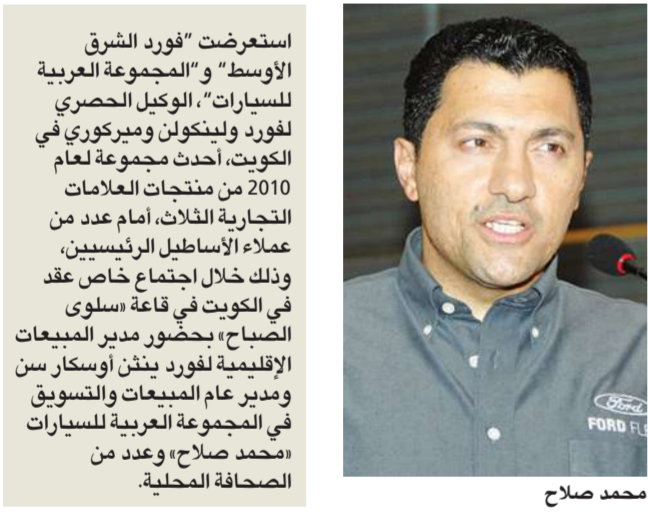 استعرضت "فورد الشرق
الأوسط" و"المجموعة العربية
للسيارات"، الوكيل الحصري
لفورد ولينكولن وميركوري في
الكويت، أحدث مجموعة لعام
2010 من منتجات العلامات
التجارية الثلاث، أمام عدد من
عملاء الأساطيل الرئيسيين،
وذلك خلال اجتماع خاص عقد
في الكويت في قاعة «سلوى
الصباح» بحضور مدير المبيعات
الإقليمية لفورد ينثن أوسكار سن
ومدير عام المبيعات والتسويق
في المجموعة العربية للسيارات
«محمد صلاح» وعدد من
الصحافة المحلية.
Ford
FORD
محمد صلاح